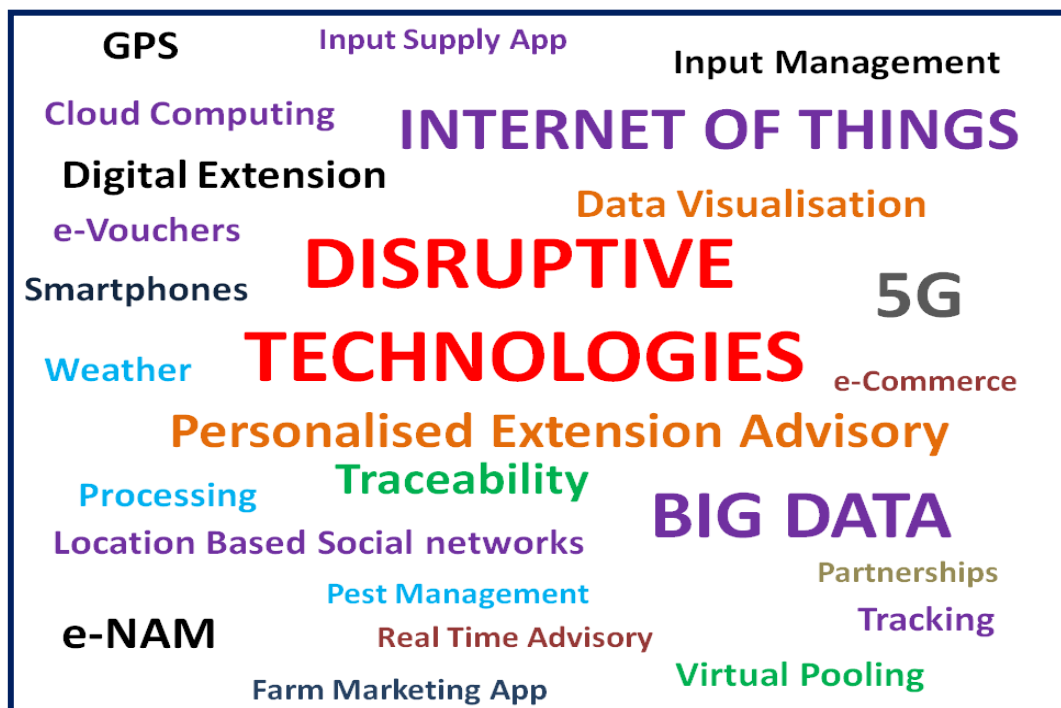 GPS
Input Supply App
Input Management
Cloud Computing
INTERNET OF THINGS
Digital Extension
Data Visualisation
e-Vouchers
DISRUPTIVE
Smartphones
5G
TECHNOLOGIES
Weather
e-Commerce
Personalised Extension Advisory
Traceability
Processing
BIG DATA
Location Based Social networks
Partnerships
Pest Management
Tracking
e-NAM
Real Time Advisory
Virtual Pooling
Farm Marketing App